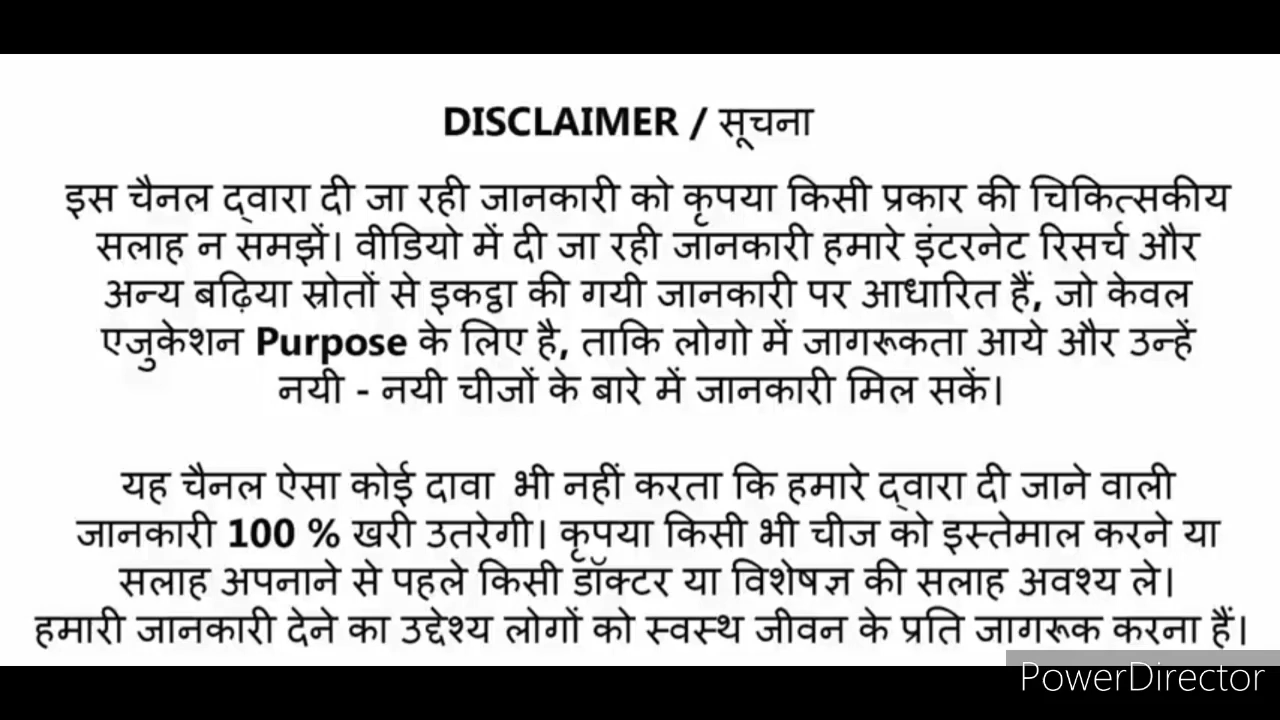 DISCLAIMER / सूचना
इस चैनल द्वारा दी जा रही जानकारी को कृपया किसी प्रकार की चिकित्सकीय
सलाह न समझें। वीडियो में दी जा रही जानकारी हमारे इंटरनेट रिसर्च और
अन्य बढ़िया स्रोतों से इकट्ठा की गयी जानकारी पर आधारित हैं, जो केवल
एजुकेशन Purpose के लिए है, ताकि लोगो में जागरूकता आये और उन्हें
नयी - नयी चीजों के बारे में जानकारी मिल सकें।
यह चैनल ऐसा कोई दावा भी नहीं करता कि हमारे द्वारा दी जाने वाली
जानकारी 100 % खरी उतरेगी। कृपया किसी भी चीज को इस्तेमाल करने या
सलाह अपनाने से पहले किसी डॉक्टर या विशेषज्ञ की सलाह अवश्य ले।
हमारी जानकारी देने का उद्देश्य लोगों को स्वस्थ जीवन के प्रति जागरूक करना हैं।
PowerDirector